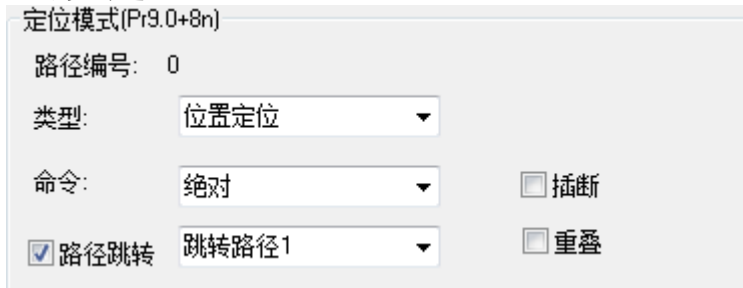 定位模式(Pr9.0+8n)
路径编号: 0
类型: 位置定位
命令: 绝对 插断
路径跳转 跳转路径1 重叠